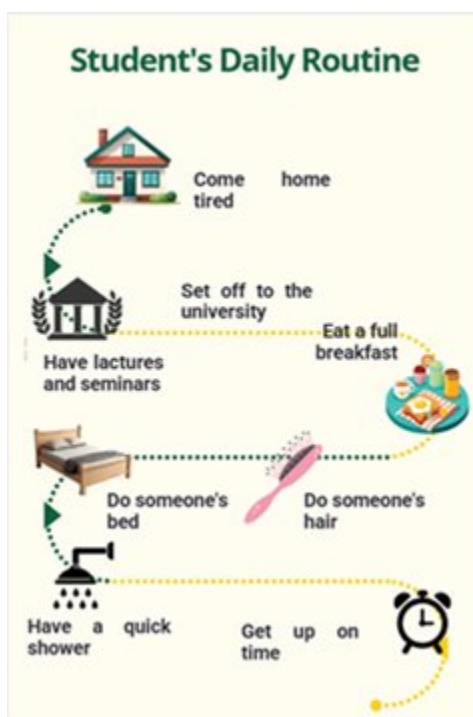 Student's Daily Routine
Come home
tired
Set off to the
university
Eat a full
breakfast
Have lactures
and seminars
Do someone's
bed
Do someone's
hair
Have a quick
shower
Get up on
time